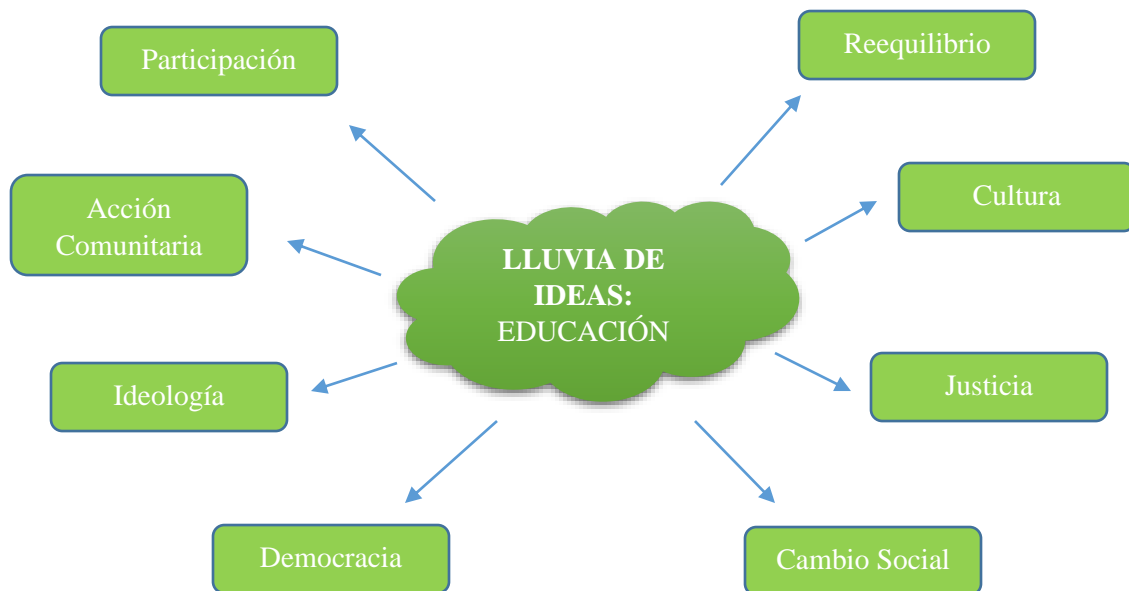 Participación
Reequilibrio
Acción
Comunitaria
Cultura
LLUVIA DE
IDEAS:
EDUCACIÓN
Ideología
Justicia
Democracia
Cambio Social